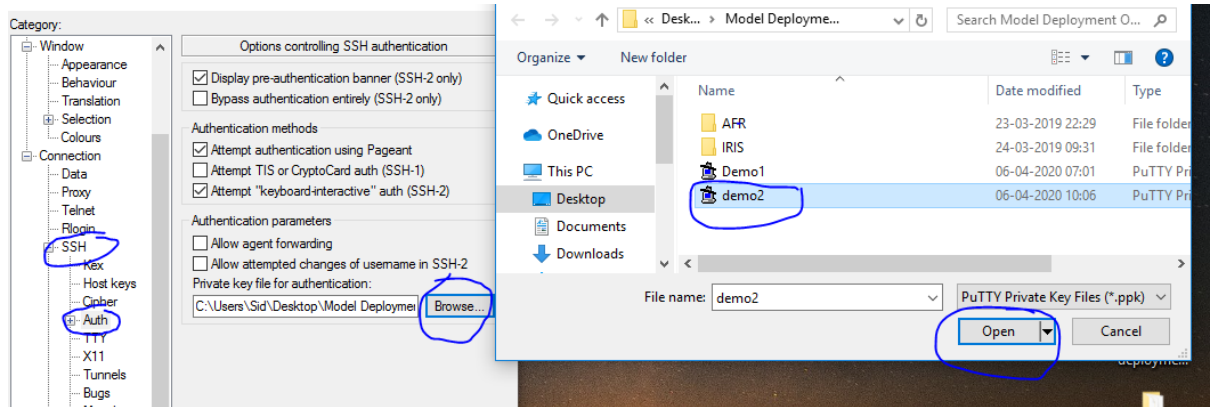 Category:
Window
Appearance
Behaviour
Translation
Selection
Colours
Connection
Data
Proxy
Telnet
Rlogin
SSH
Kex
Host keys
Cipher
Auth
TTY
X11
Tunnels
Bugs
Options controlling SSH authentication
Display pre-authentication banner (SSH-2 only)
Bypass authentication entirely (SSH-2 only)
Authentication methods
Attempt authentication using Pageant
Attempt TIS or CryptoCard auth (SSH-1)
Attempt "keyboard-interactive" auth (SSH-2)
Authentication parameters
Allow agent forwarding
Allow attempted changes of username in SSH-2
Private key file for authentication:
C:\Users\Sid\Desktop\Model Deploymei Browse...
« Desk... › Model Deployme... Search Model Deployment O...
Organize New folder
Quick access
OneDrive
This PC
Desktop
Documents
Downloads
Name Date modified Type
AFR 23-03-2019 22:29 File folder
IRIS 24-03-2019 09:31 File folder
Demo1 06-04-2020 07:01 PuTTY Pri
demo2 06-04-2020 10:06 PuTTY Pri
File name: demo2 PuTTY Private Key Files (*.ppk)
Open Cancel